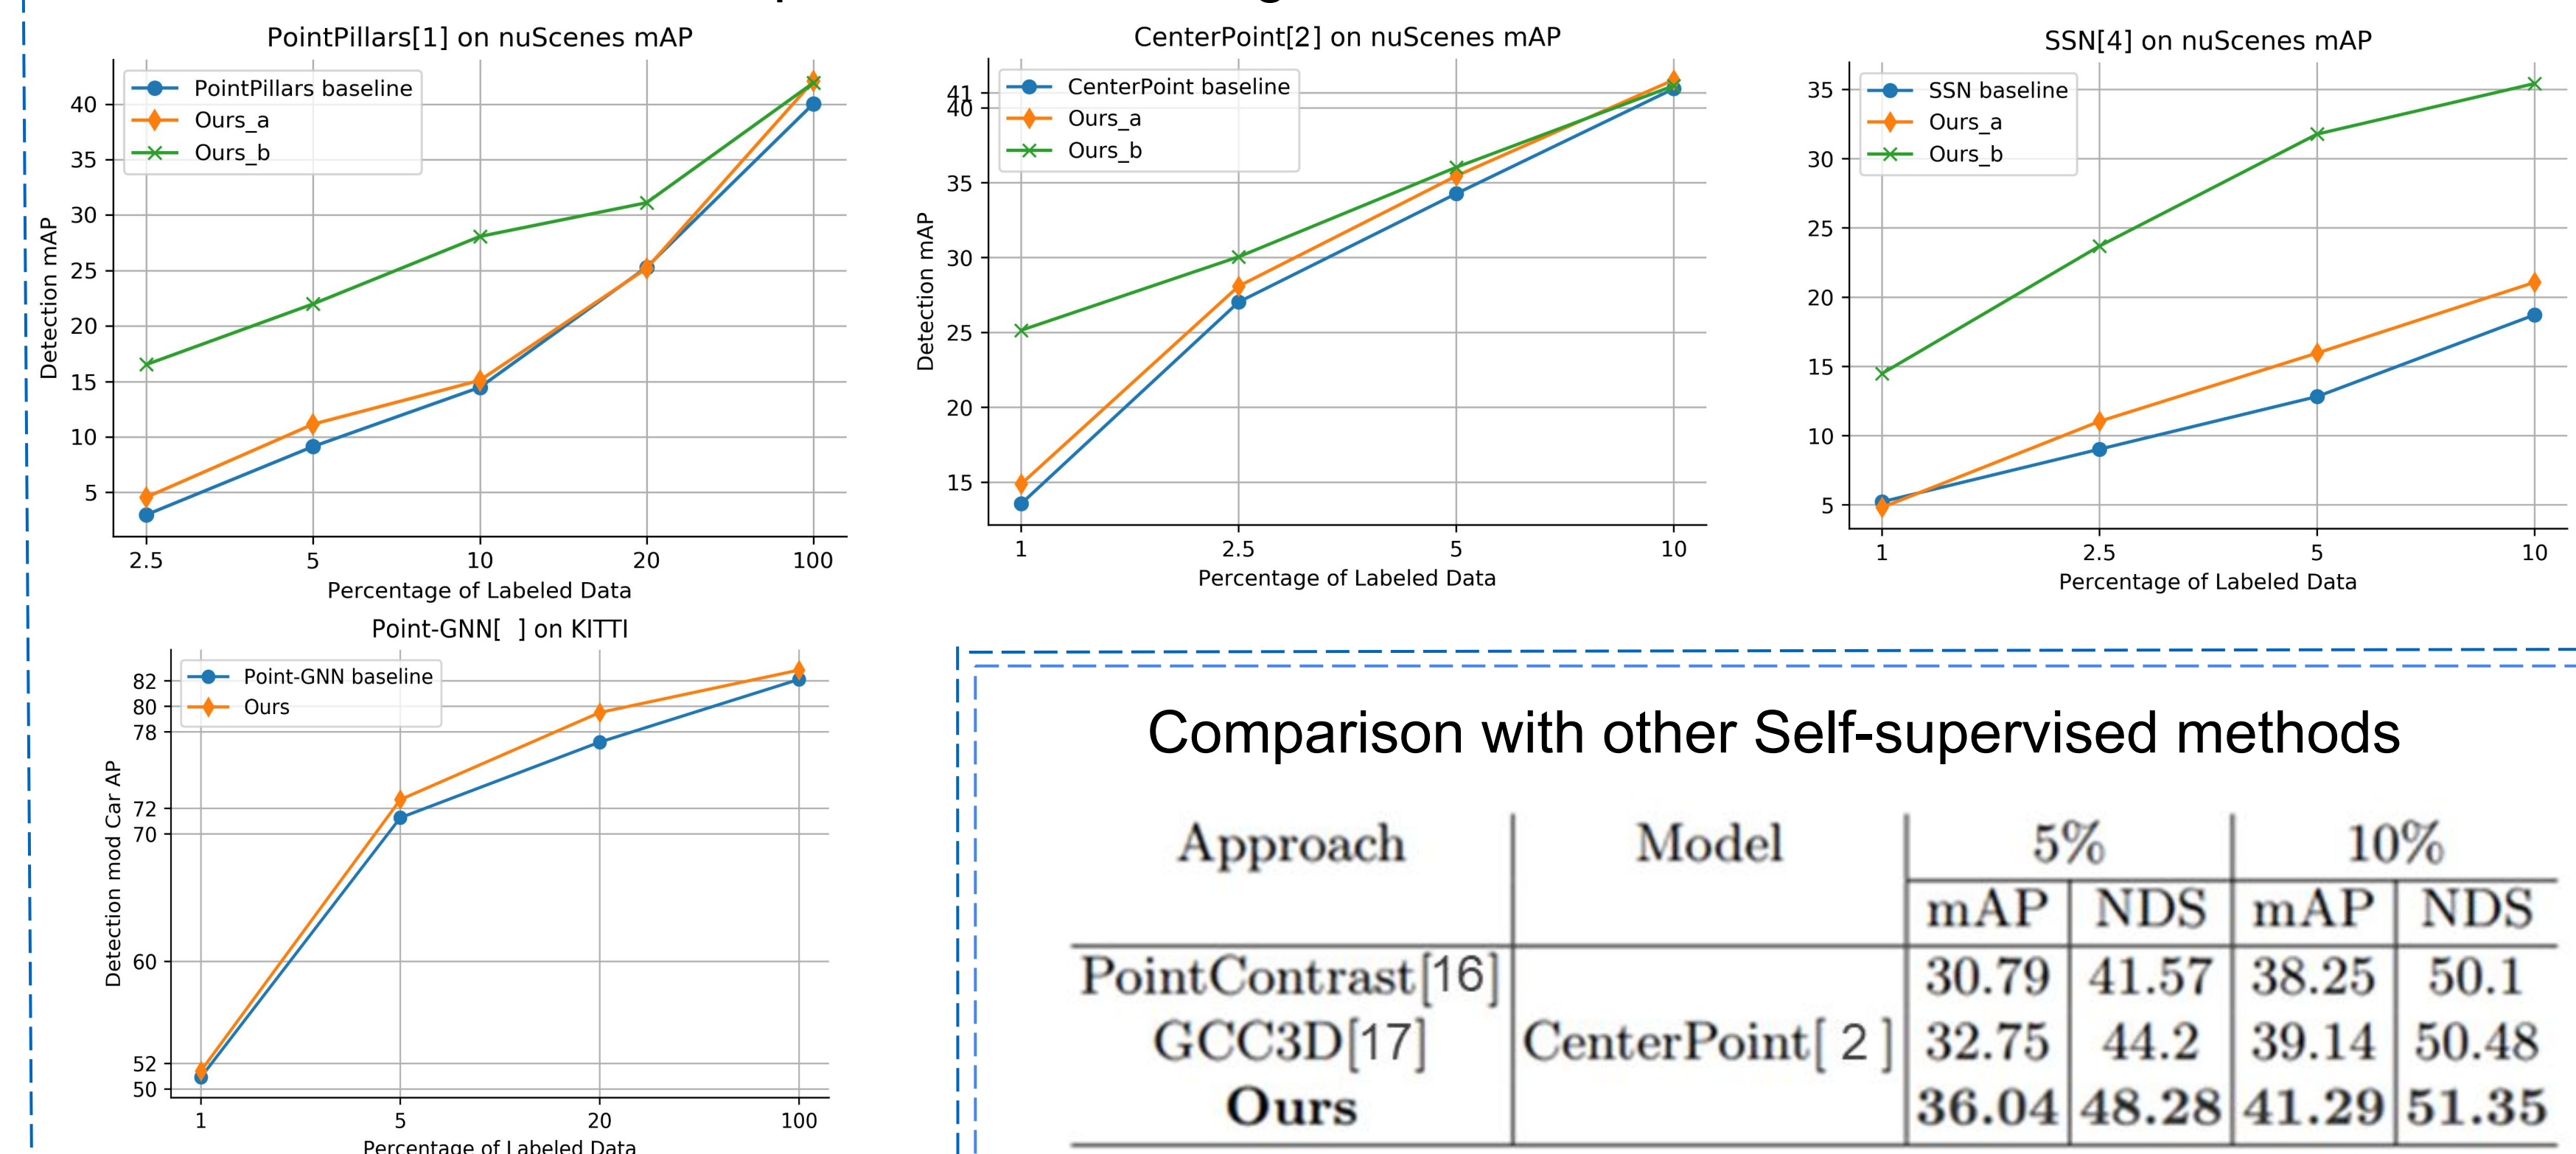 PointPillars[1] on nuScenes mAP
PointPillars baseline
Ours_a
Ours_b
Detection mAP
40
35
30
25
20
15
10
5
2.5 5 10 20 100
Percentage of Labeled Data
CenterPoint[2] on nuScenes mAP
CenterPoint baseline
Ours_a
Ours_b
Detection mAP
41
40
35
30
25
20
15
1 2.5 5 10
Percentage of Labeled Data
SSN[4] on nuScenes mAP
SSN baseline
Ours_a
Ours_b
35
30
25
20
15
10
5
1 2.5 5 10
Percentage of Labeled Data
Point-GNN[ ] on KITTI
Point-GNN baseline
Ours
Detection mod Car AP
82
80
78
72
70
60
52
50
1 5 20 100
Percentage of Labeled Data
Comparison with other Self-supervised methods
Approach Model 5% 10%
mAP NDS mAP NDS
PointContrast[16] 30.79 41.57 38.25 50.1
GCC3D[17] CenterPoint[ 2 ] 32.75 44.2 39.14 50.48
Ours 36.04 48.28 41.29 51.35